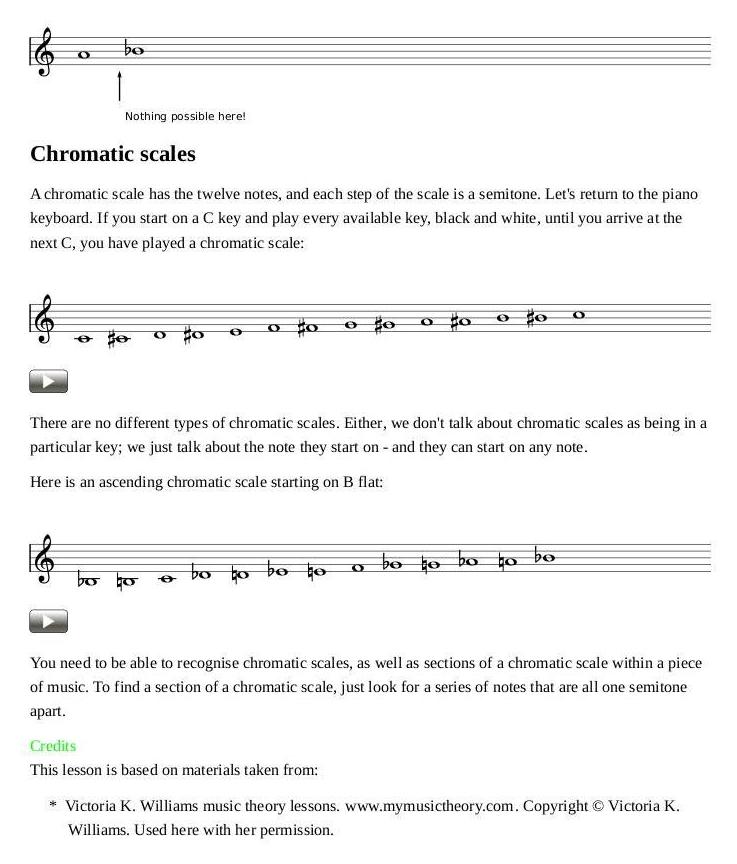 Nothing possible here!
Chromatic scales
A chromatic scale has the twelve notes, and each step of the scale is a semitone. Let's return to the piano
keyboard. If you start on a C key and play every available key, black and white, until you arrive at the
next C, you have played a chromatic scale:
There are no different types of chromatic scales. Either, we don't talk about chromatic scales as being in a
particular key; we just talk about the note they start on - and they can start on any note.
Here is an ascending chromatic scale starting on B flat:
You need to be able to recognise chromatic scales, as well as sections of a chromatic scale within a piece
of music. To find a section of a chromatic scale, just look for a series of notes that are all one semitone
apart.
Credits
This lesson is based on materials taken from:
* Victoria K. Williams music theory lessons. www.mymusictheory.com. Copyright © Victoria K.
Williams. Used here with her permission.